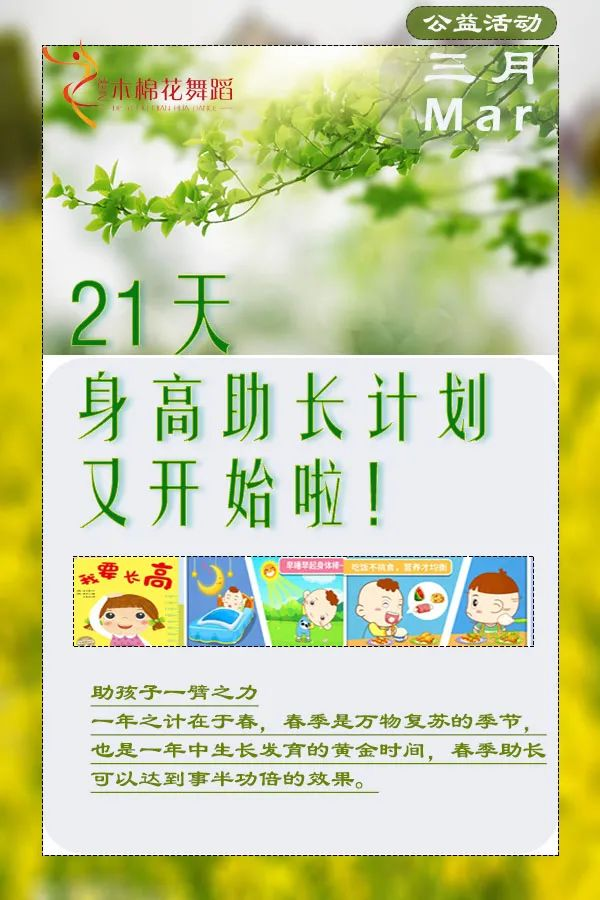 公益活动
三月
Mar
木棉花舞蹈
21天
身高助长计划
又开始啦!
我要长高
早睡早起身体棒
吃饭不挑食,营养才均衡
助孩子一臂之力
一年之计在于春,春季是万物复苏的季节,
也是一年中生长发育的黄金时间,春季助长
可以达到事半功倍的效果。